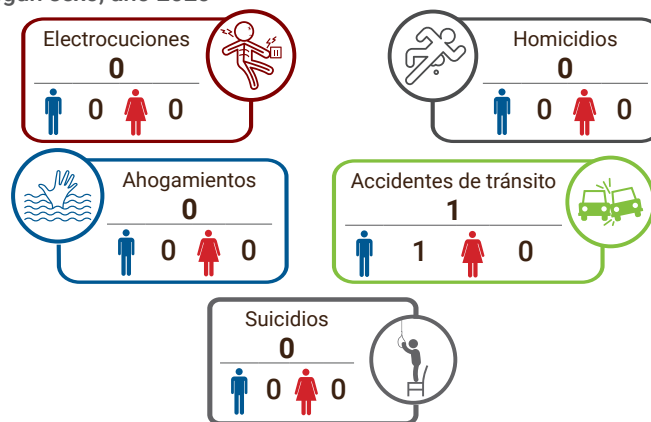 Electrocuciones
0
0 0
Homicidios
0
0 0
Ahogamientos
0
0 0
Accidentes de tránsito
1
1 0
Suicidios
0
0 0